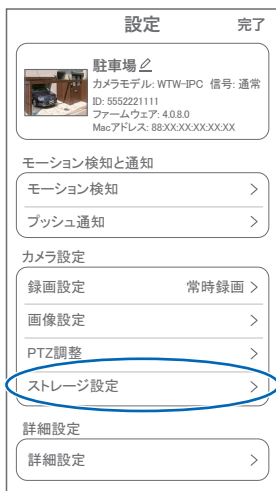 設定 完了
駐車場
カメラモデル: WTW-IPC 信号: 通常
ID: 5552221111
ファームウェア: 4.0.8.0
Macアドレス: 88:XX:XX:XX:XX:XX
モーション検知と通知
モーション検知 >
プッシュ通知 >
カメラ設定
録画設定 常時録画 >
画像設定 >
PTZ調整 >
ストレージ設定 >
詳細設定
詳細設定 >